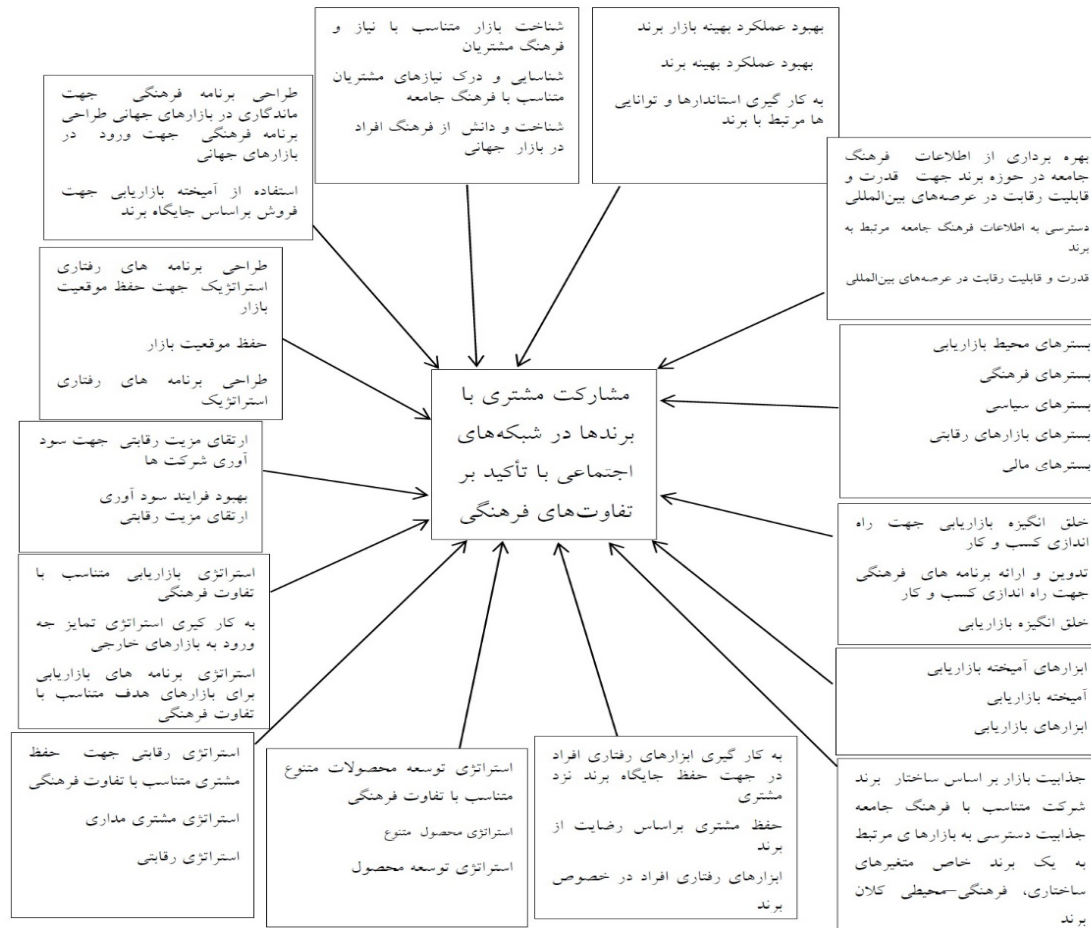 شناخت بازار متناسب با نیاز و
فرهنگ مشتریان
شناسایی و درک نیازهای مشتریان
متناسب با فرهنگ جامعه
شناخت و دانش از فرهنگ افراد
در بازار جهانی
بهبود عملکرد بهینه بازار برند
بهبود عملکرد بهینه برند
به کار گیری استاندارها و توانایی
ها مرتبط با برند
بهره برداری از اطلاعات فرهنگ
جامعه در حوزه برند جهت قدرت و
قابلیت رقابت در عرصه‌های بین‌المللی
دسترسی به اطلاعات فرهنگ جامعه مرتبط به
برند
قدرت و قابلیت رقابت در عرصه‌های بین‌المللی
بسترهای محیط بازاریابی
بسترهای فرهنگی
بسترهای سیاسی
بسترهای بازارهای رقابتی
بسترهای مالی
خلق انگیزه بازاریابی جهت راه
اندازی کسب و کار
تدوین و ارائه برنامه های فرهنگی
جهت راه اندازی کسب و کار
خلق انگیزه بازاریابی
ابزارهای آمیخته بازاریابی
آمیخته بازاریابی
ابزارهای بازاریابی
جذابیت بازار بر اساس ساختار برند
شرکت متناسب با فرهنگ جامعه
جذابیت دسترسی به بازارها ی مرتبط
به یک برند خاص متغیرهای
ساختاری، فرهنگی–محیطی کلان
برند
به کار گیری ابزارهای رفتاری افراد
در جهت حفظ جایگاه برند نزد
مشتری
حفظ مشتری براساس رضایت از
برند
ابزارهای رفتاری افراد در خصوص
برند
استراتژی توسعه محصولات متنوع
متناسب با تفاوت فرهنگی
استراتژی محصول متنوع
استراتژی توسعه محصول
استراتژی رقابتی جهت حفظ
مشتری متناسب با تفاوت فرهنگی
استراتژی مشتری مداری
استراتژی رقابتی
استراتژی بازاریابی متناسب با
تفاوت فرهنگی
به کار کیری استراتژی تمایز جه
ورود به بازارهای خارجی
استراتژی برنامه های بازاریابی
برای بازارهای هدف متناسب با
تفاوت فرهنگی
ارتقای مزیت رقابتی جهت سود
آوری شرکت ها
بهبود فرایند سود آوری
ارتقای مزیت رقابتی
طراحی برنامه های رفتاری
استراتژیک جهت حفظ موقعیت
بازار
حفظ موقعیت بازار
طراحی برنامه های رفتاری
استراتژیک
طراحی برنامه فرهنگی جهت
ماندگاری در بازارهای جهانی طراحی
برنامه فرهنگی جهت ورود در
بازارهای جهانی
استفاده از آمیخته بازاریابی جهت
فروش براساس جایگاه برند
مشارکت مشتری با
برندها در شبکه‌های
اجتماعی با تأکید بر
تفاوت‌های فرهنگی